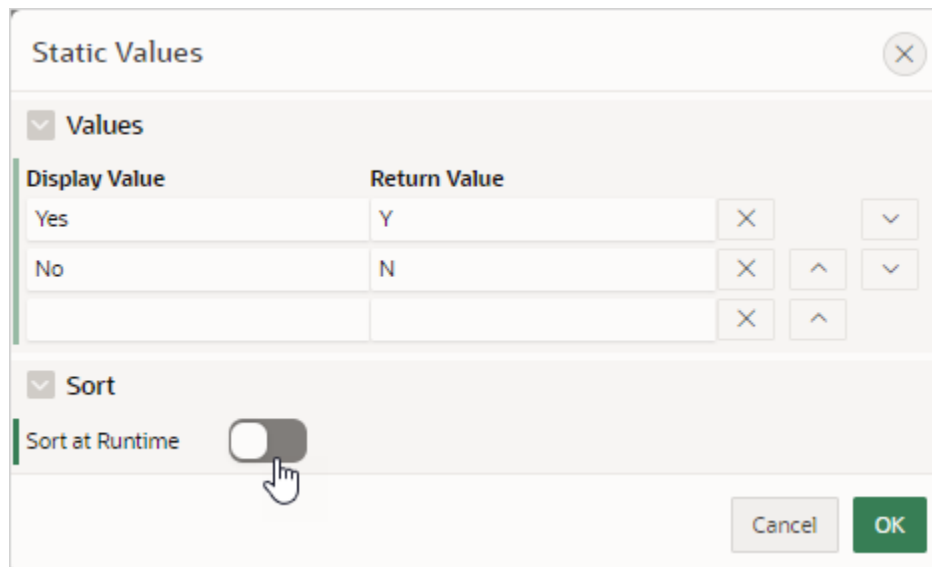 Static Values
Values
Display Value Return Value
Yes Y
No N
Sort
Sort at Runtime
Cancel OK